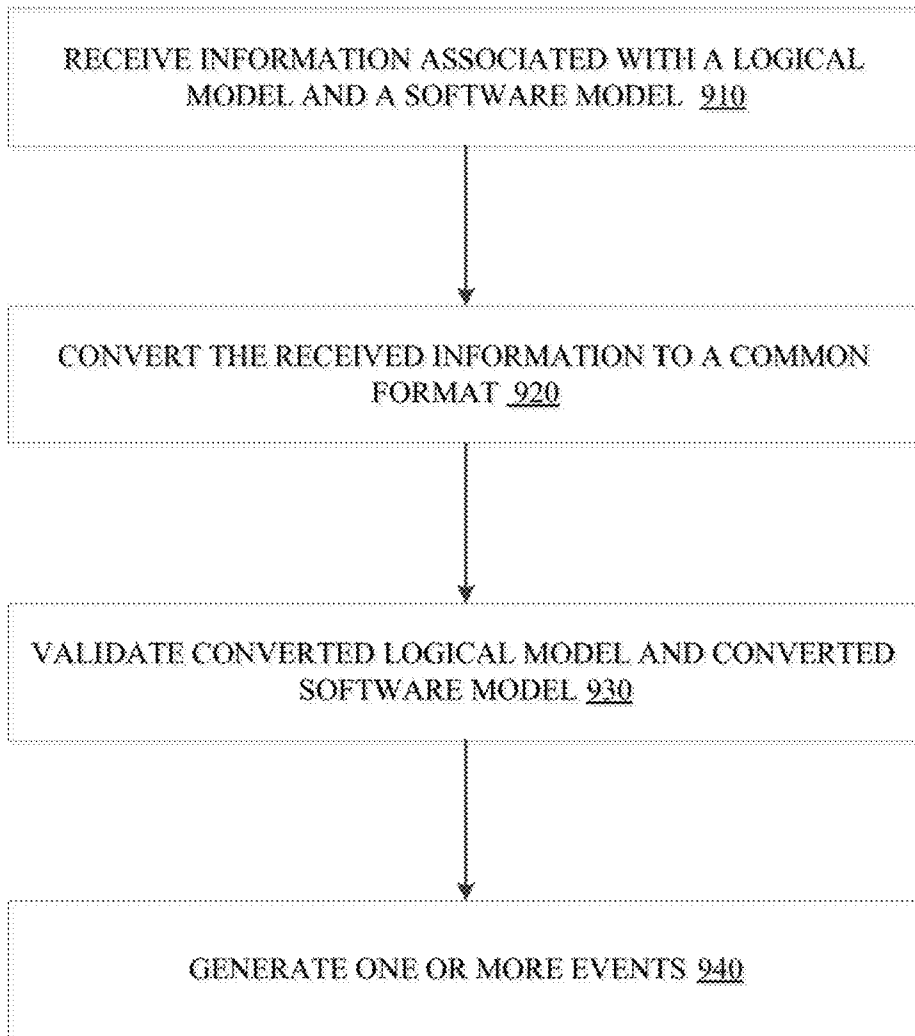 RECEIVE INFORMATION ASSOCIATED WITH A LOGICAL
MODEL AND A SOFTWARE MODEL 910
CONVERT THE RECEIVED INFORMATION TO A COMMON
FORMAT 920
VALIDATE CONVERTED LOGICAL MODEL AND CONVERTED
SOFTWARE MODEL 930
GENERATE ONE OR MORE EVENTS 940